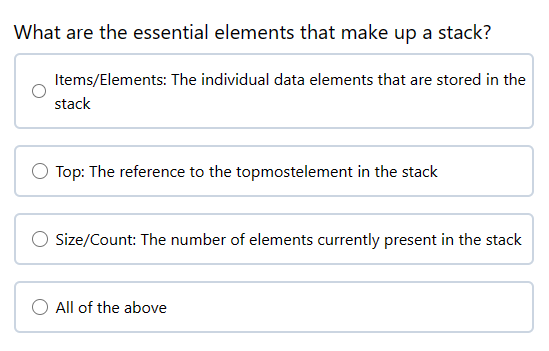 What are the essential elements that make up a stack?
Items/Elements: The individual data elements that are stored in the
stack
Top: The reference to the topmostelement in the stack
Size/Count: The number of elements currently present in the stack
All of the above